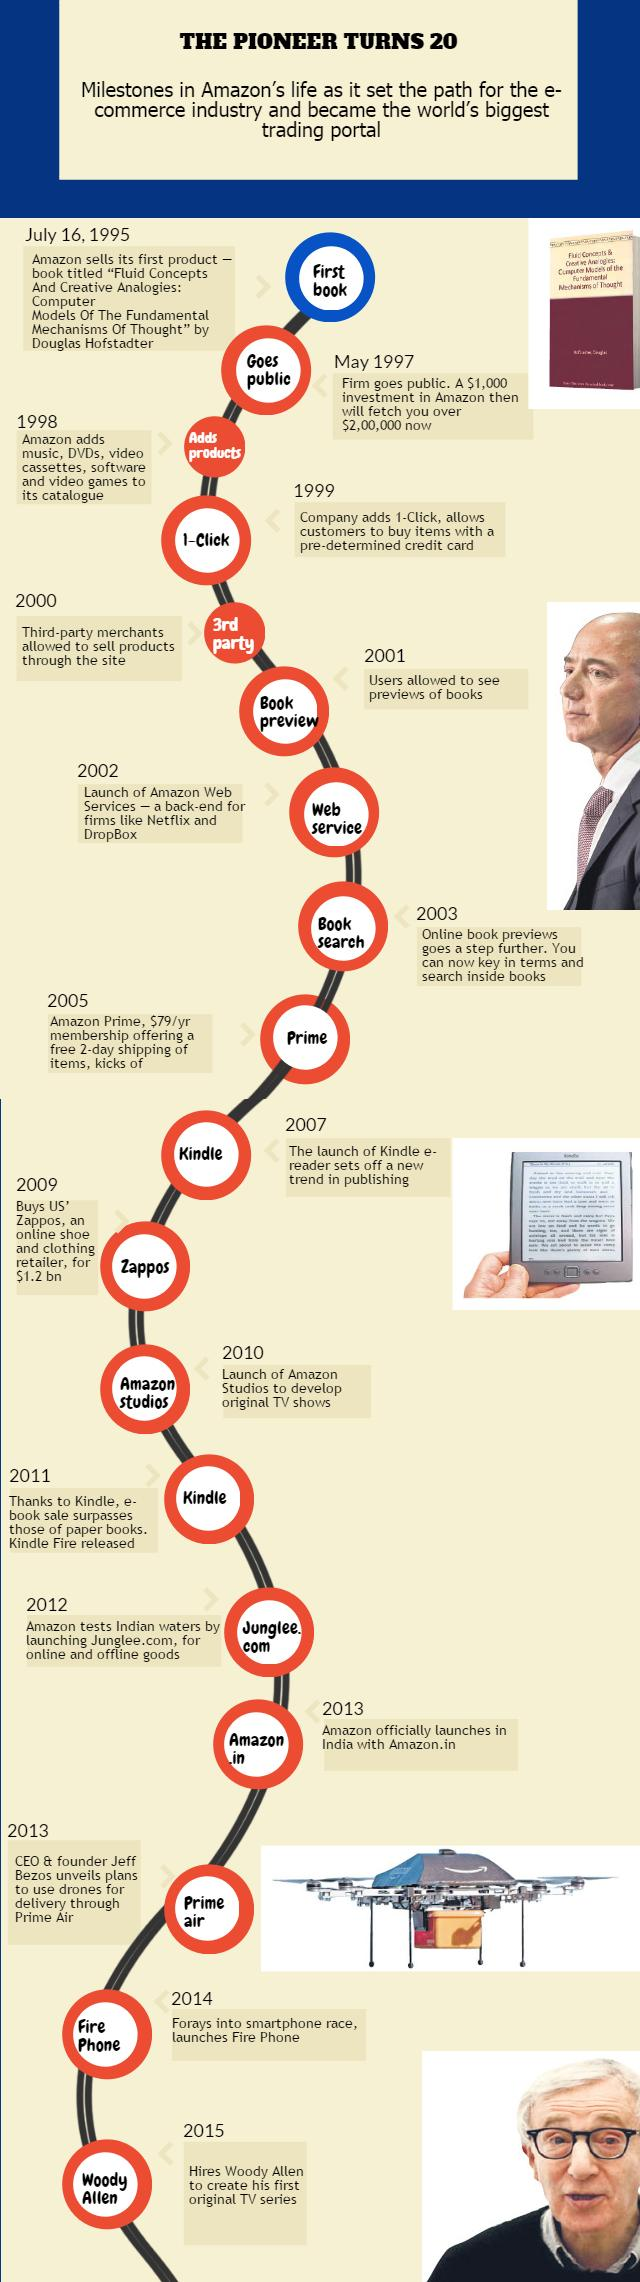 THE PIONEER TURNS 20
Milestones in Amazon's life as it set the path for the e-
commerce industry and became the world's biggest
trading portal
July 16, 1995
Amazon sells its first product —
book titled “Fluid Concepts
And Creative Analogies:
Computer
Models Of The Fundamental
Mechanisms Of Thought” by
Douglas Hofstadter
First
book
Fluid Concepts &
Creative Analogies:
Computer Models of the
Fundamental
Mechanisms of Thought
Hofstadter, Douglas
Goes
public
May 1997
Firm goes public. A $1,000
investment in Amazon then
will fetch you over
$2,00,000 now
1998
Amazon adds
music, DVDs, video
cassettes, software
and video games to
its catalogue
Adds
products
1999
Company adds 1-Click, allows
customers to buy items with a
pre-determined credit card
1-Click
2000
Third-party merchants
allowed to sell products
through the site
3rd
party
2001
Users allowed to see
previews of books
Book
preview
2002
Launch of Amazon Web
Services — a back-end for
firms like Netflix and
DropBox
Web
service
2003
Online book previews
goes a step further. You
can now key in terms and
search inside books
Book
search
2005
Amazon Prime, $79/yr
membership offering a
free 2-day shipping of
items, kicks of
Prime
2007
The launch of Kindle e-
reader sets off a new
trend in publishing
Kindle
kindle
2009
Buys US'
Zappos, an
online shoe
and clothing
retailer, for
$1.2 bn
Zappos
2010
Launch of Amazon
Studios to develop
original TV shows
Amazon
studios
2011
Thanks to Kindle, e-
book sale surpasses
those of paper books.
Kindle Fire released
Kindle
2012
Amazon tests Indian waters by
launching Junglee.com, for
online and offline goods
Junglee.
com
2013
Amazon officially launches in
India with Amazon.in
Amazon
.in
2013
CEO & founder Jeff
Bezos unveils plans
to use drones for
delivery through
Prime Air
Prime
air
2014
Forays into smartphone race,
launches Fire Phone
Fire
Phone
2015
Hires Woody Allen
to create his first
original TV series
Woody
Allen